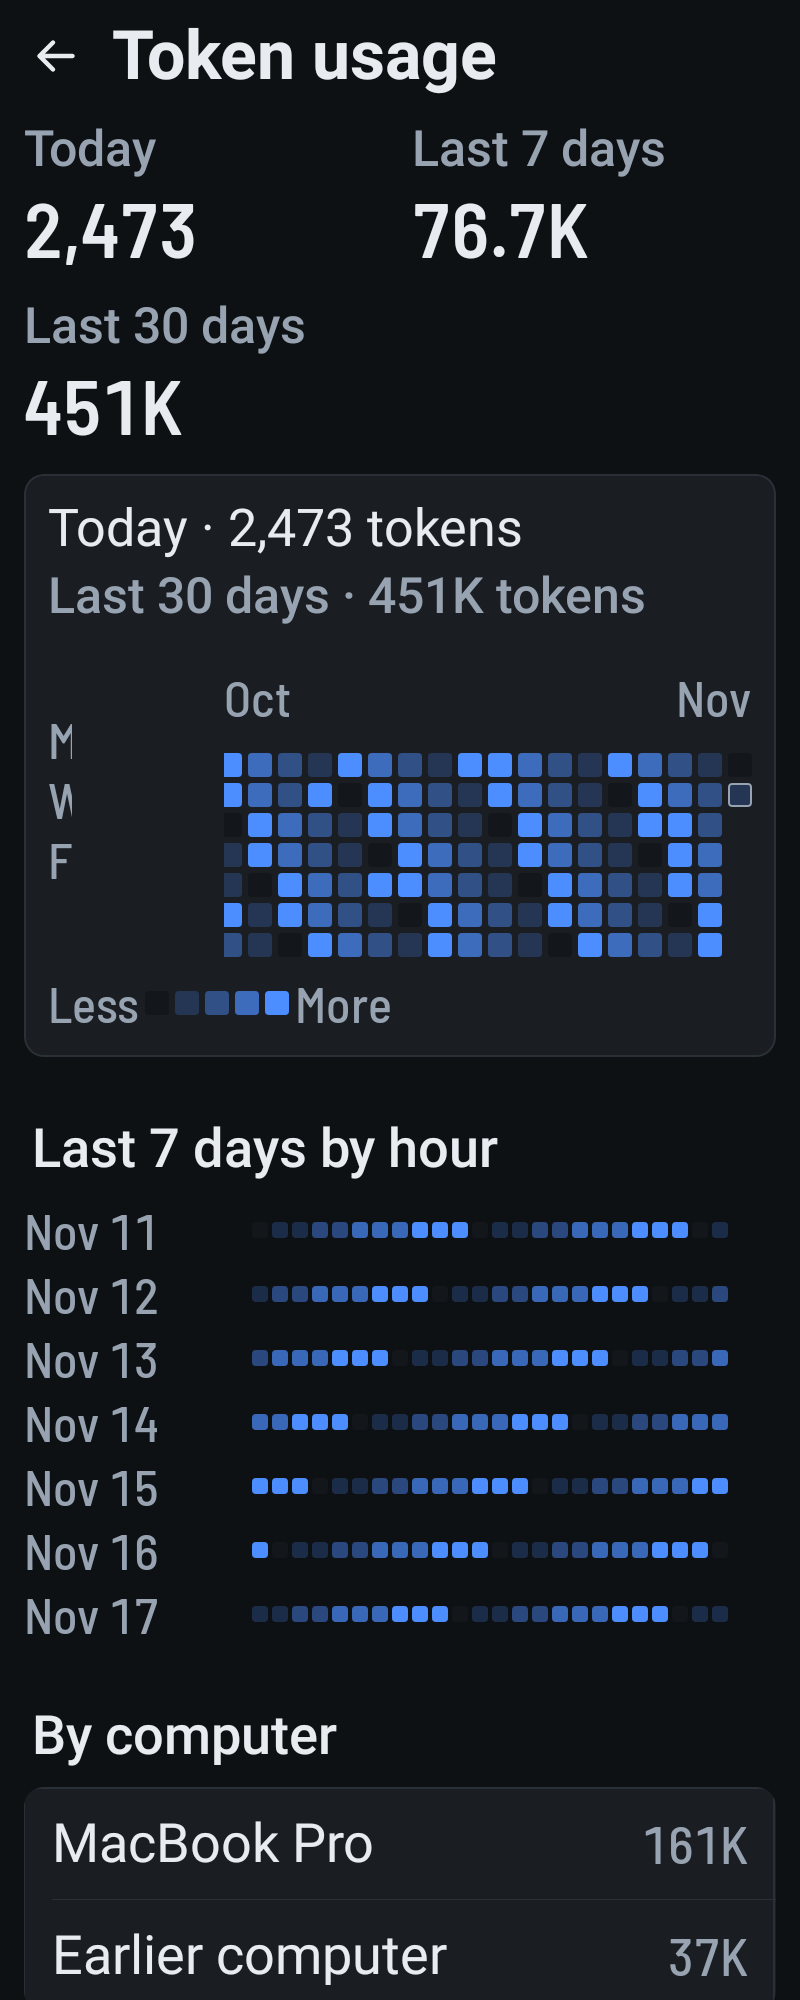 Token usage
Today
2,473
Last 7 days
76.7K
Last 30 days
451K
Today · 2,473 tokens
Last 30 days · 451K tokens
Oct Nov
M
W
F
Less More
Last 7 days by hour
Nov 11
Nov 12
Nov 13
Nov 14
Nov 15
Nov 16
Nov 17
By computer
MacBook Pro 161K
Earlier computer 37K